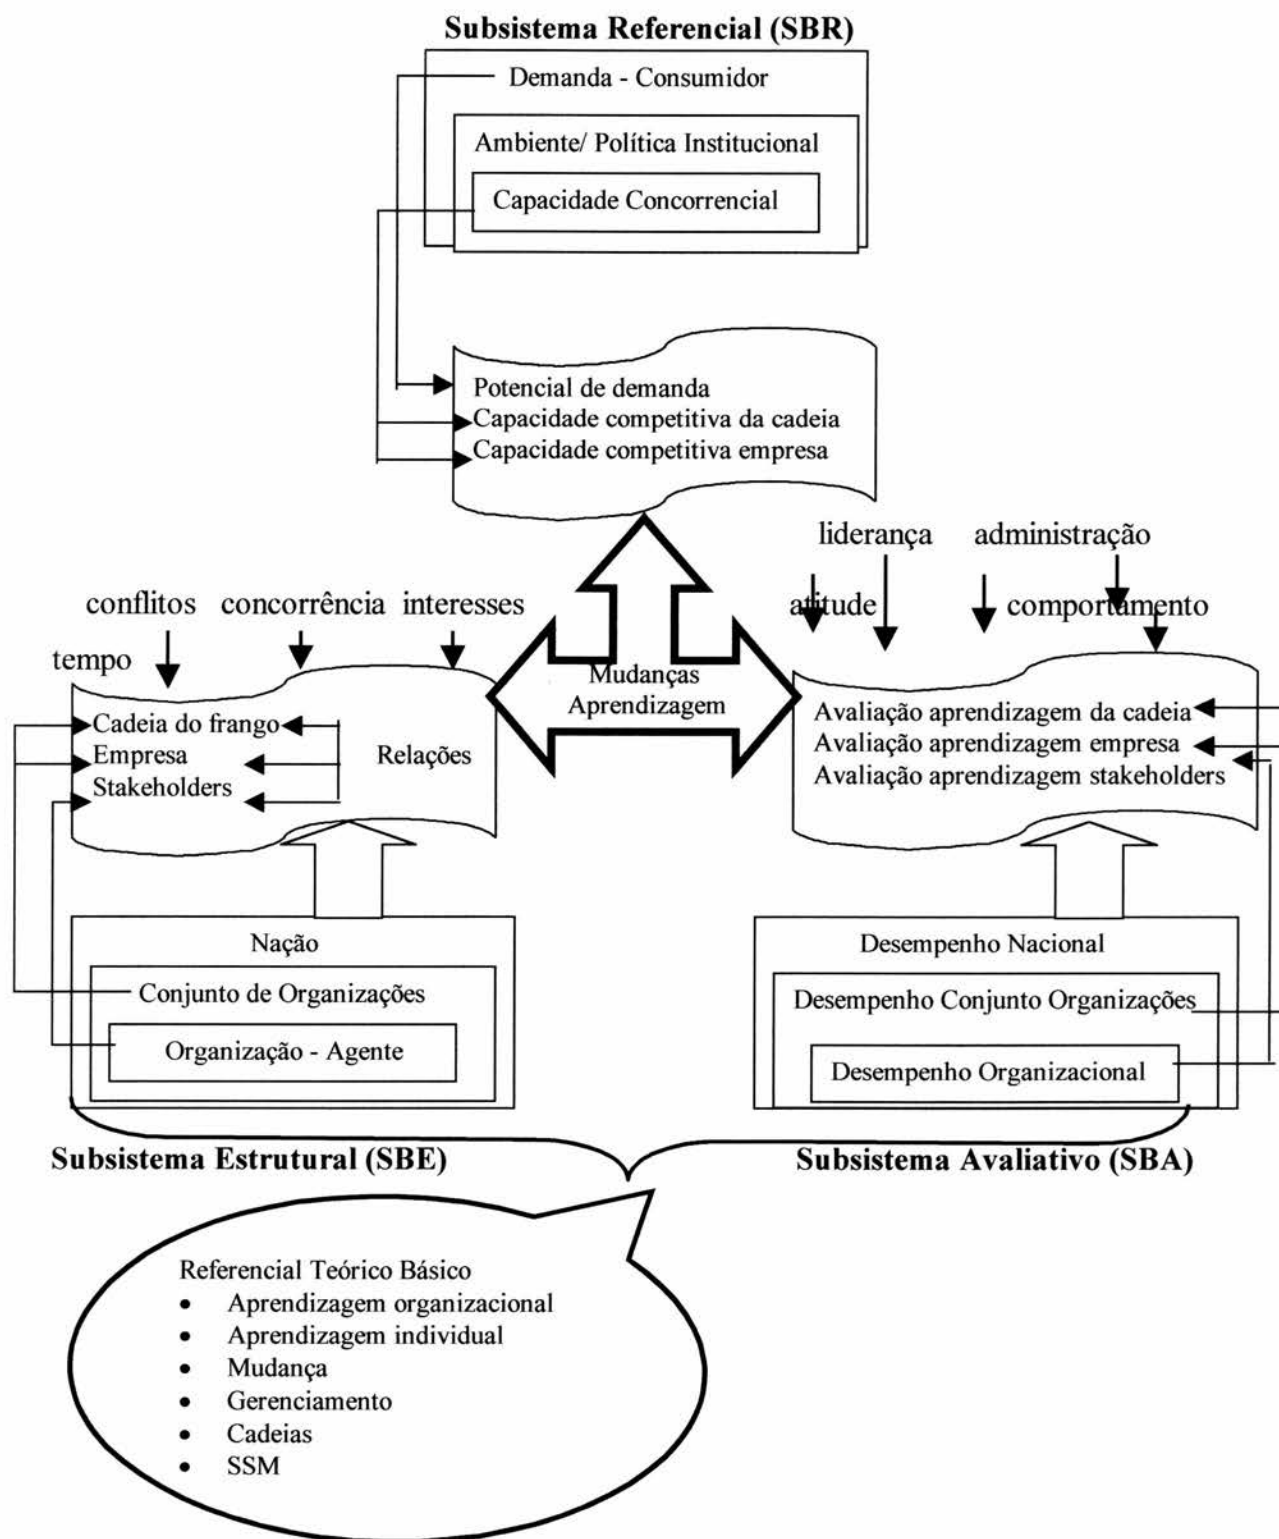 Subsistema Referencial (SBR)
Demanda - Consumidor
Ambiente/ Política Institucional
Capacidade Concorrencial
Potencial de demanda
Capacidade competitiva da cadeia
Capacidade competitiva empresa
liderança administração
atitude comportamento
conflitos concorrência interesses
tempo
Mudanças
Aprendizagem
Cadeia do frango
Empresa
Stakeholders
Relações
Avaliação aprendizagem da cadeia
Avaliação aprendizagem empresa
Avaliação aprendizagem stakeholders
Nação
Conjunto de Organizações
Organização - Agente
Desempenho Nacional
Desempenho Conjunto Organizações
Desempenho Organizacional
Subsistema Estrutural (SBE)
Subsistema Avaliativo (SBA)
Referencial Teórico Básico
• Aprendizagem organizacional
• Aprendizagem individual
• Mudança
• Gerenciamento
• Cadeias
• SSM